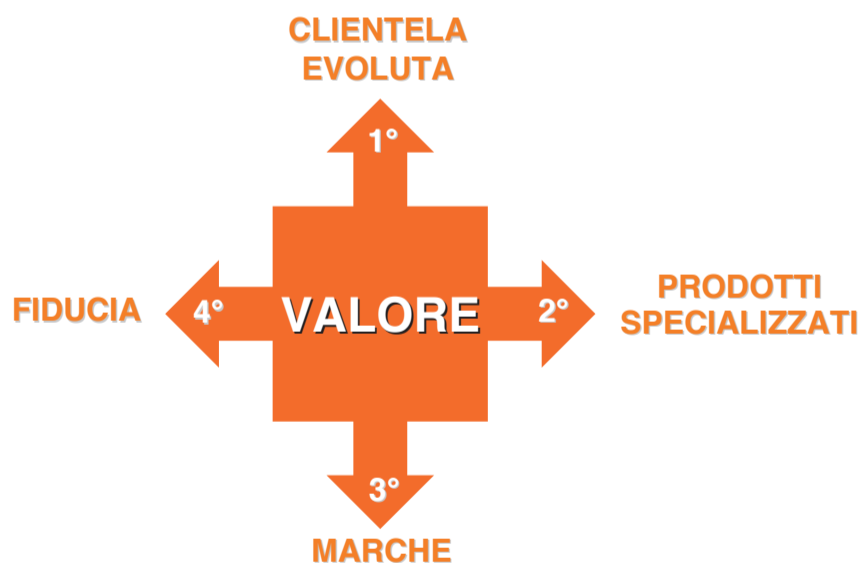 CLIENTELA
EVOLUTA
1°
FIDUCIA
4°
VALORE
2°
PRODOTTI
SPECIALIZZATI
3°
MARCHE